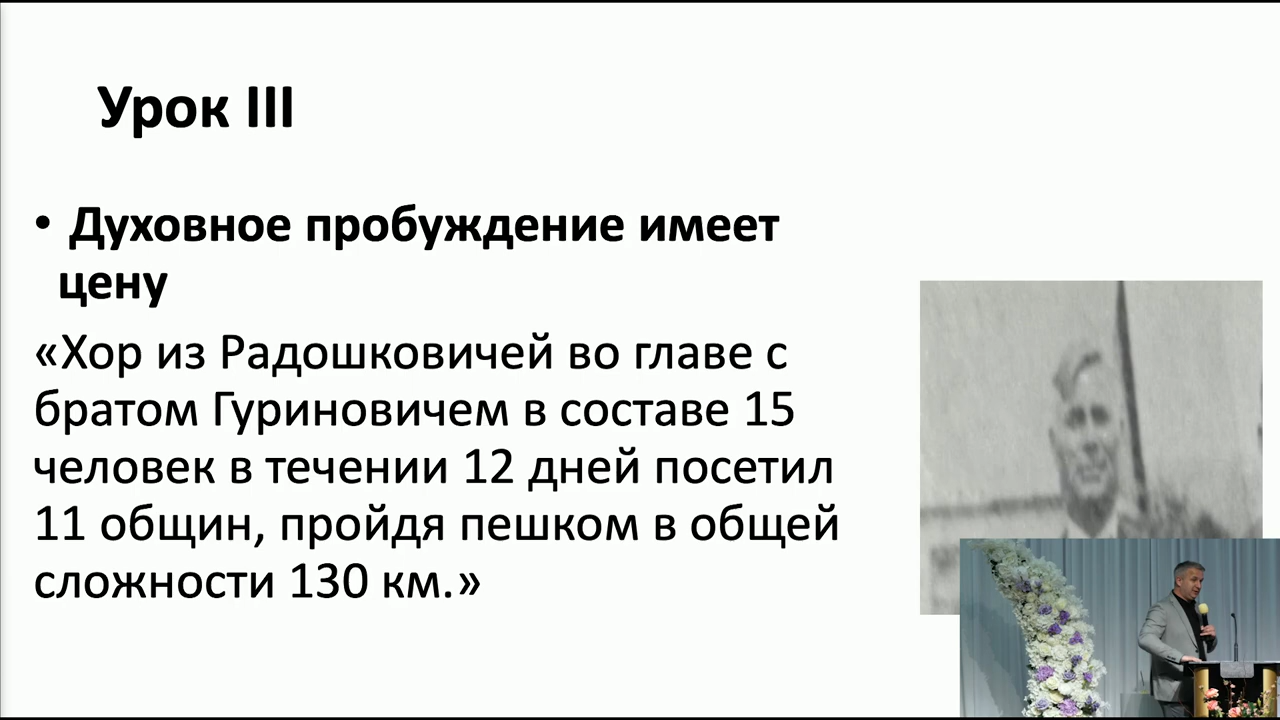 Урок III
• Духовное пробуждение имеет
цену
«Хор из Радошковичей во главе с
братом Гуриновичем в составе 15
человек в течении 12 дней посетил
11 общин, пройдя пешком в общей
сложности 130 км.»